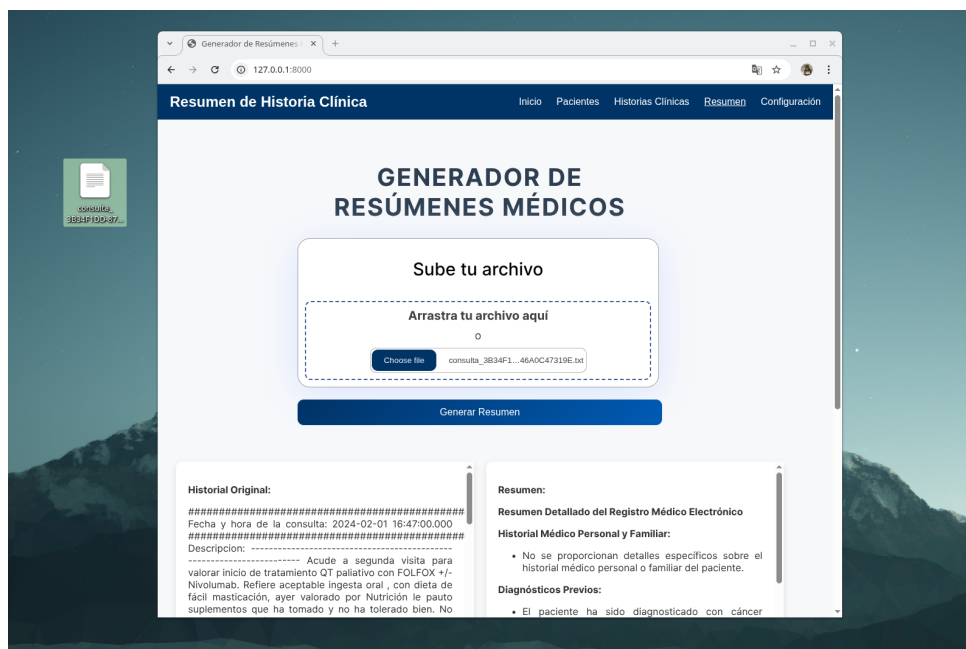 Generador de Resúmenes
127.0.0.1:8000
Resumen de Historia Clínica
Inicio
Pacientes
Historias Clínicas
Resumen
Configuración
consulta_
3B34F1DD-87...
GENERADOR DE
RESÚMENES MÉDICOS
Sube tu archivo
Arrastra tu archivo aquí
o
Choose file
consulta_3B34F1...46A0C47319E.txt
Generar Resumen
Historial Original:
#############################################
Fecha y hora de la consulta: 2024-02-01 16:47:00.000
#############################################
Descripcion: ------------------------------------------------
--------------------------- Acude a segunda visita para
valorar inicio de tratamiento QT paliativo con FOLFOX +/-
Nivolumab. Refiere aceptable ingesta oral , con dieta de
fácil masticación, ayer valorado por Nutrición le pauto
suplementos que ha tomado y no ha tolerado bien. No
Resumen:
Resumen Detallado del Registro Médico Electrónico
Historial Médico Personal y Familiar:
• No se proporcionan detalles específicos sobre el
historial médico personal o familiar del paciente.
Diagnósticos Previos:
• El paciente ha sido diagnosticado con cáncer